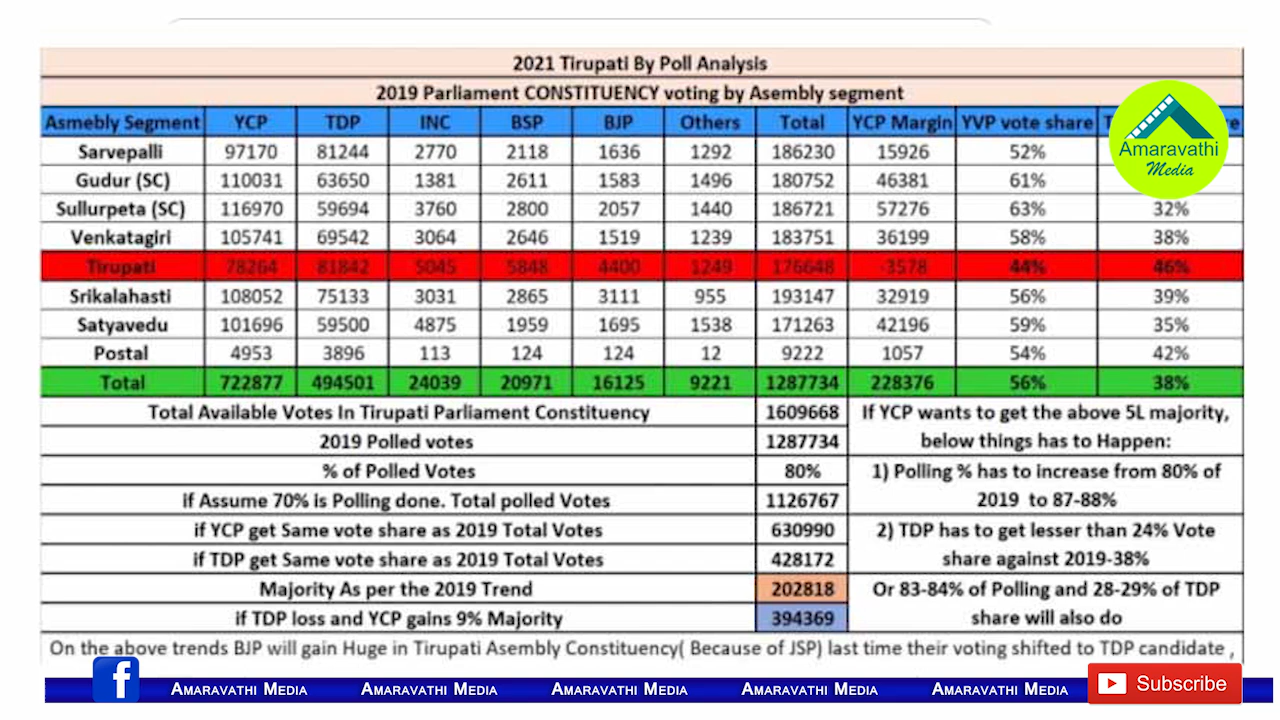 2021 Tirupati By Poll Analysis
2019 Parliament CONSTITUENCY voting by Asembly segment
Asmebly Segment YCP TDP INC BSP BJP Others Total YCP Margin YVP vote share
Sarvepalli 97170 81244 2770 2118 1636 1292 186230 15926 52%
Gudur (SC) 110031 63650 1381 2611 1583 1496 180752 46381 61%
Sullurpeta (SC) 116970 59694 3760 2800 2057 1440 186721 57276 63% 32%
Venkatagiri 105741 69542 3064 2646 1519 1239 183751 36199 58% 38%
Tirupati 78264 81842 5045 5848 4400 1249 176648 -3578 44% 46%
Srikalahasti 108052 75133 3031 2865 3111 955 193147 32919 56% 39%
Satyavedu 101696 59500 4875 1959 1695 1538 171263 42196 59% 35%
Postal 4953 3896 113 124 124 12 9222 1057 54% 42%
Total 722877 494501 24039 20971 16125 9221 1287734 228376 56% 38%
Total Available Votes In Tirupati Parliament Constituency 1609668 If YCP wants to get the above 5L majority,
2019 Polled votes 1287734 below things has to Happen:
% of Polled Votes 80% 1) Polling % has to increase from 80% of
if Assume 70% is Polling done. Total polled Votes 1126767 2019 to 87-88%
if YCP get Same vote share as 2019 Total Votes 630990 2) TDP has to get lesser than 24% Vote
if TDP get Same vote share as 2019 Total Votes 428172 share against 2019-38%
Majority As per the 2019 Trend 202818 Or 83-84% of Polling and 28-29% of TDP
if TDP loss and YCP gains 9% Majority 394369 share will also do
On the above trends BJP will gain Huge in Tirupati Asembly Constituency( Because of JSP) last time their voting shifted to TDP candidate ,
Amaravathi
Media
f AMARAVATHI MEDIA AMARAVATHI MEDIA AMARAVATHI MEDIA AMARAVATHI MEDIA AMARAVATHI MEDIA Subscribe